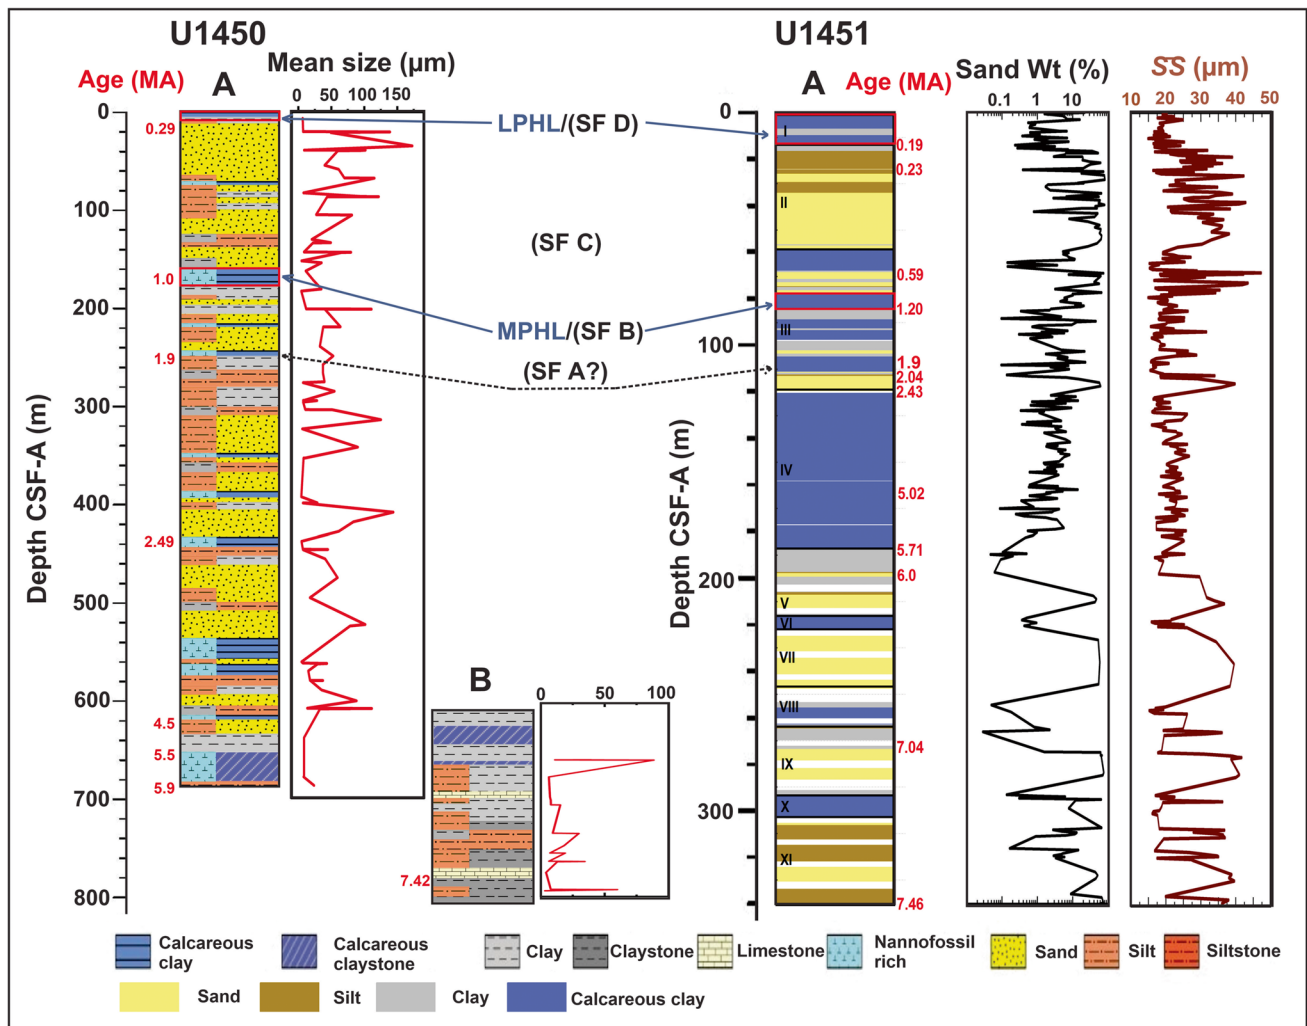 U1450
U1451
Age (MA)
A
Mean size (µm)
0 50 100 150
A
Age (MA)
Sand Wt (%)
0.1 1 10
SS (µm)
10 20 30 40 50
Depth CSF-A (m)
0
100
200
300
400
500
600
700
800
0.29
1.0
1.9
2.49
4.5
5.5
5.9
LPHL/(SF D)
(SF C)
MPHL/(SF B)
(SF A?)
B
0 50 100
7.42
Depth CSF-A (m)
0
100
200
300
I
II
III
IV
V
VI
VII
VIII
IX
X
XI
0.19
0.23
0.59
1.20
1.9
2.04
2.43
5.02
5.71
6.0
7.04
7.46
Calcareous
clay
Calcareous
claystone
Clay
Claystone
Limestone
Nannofossil
rich
Sand
Silt
Siltstone
Sand
Silt
Clay
Calcareous clay